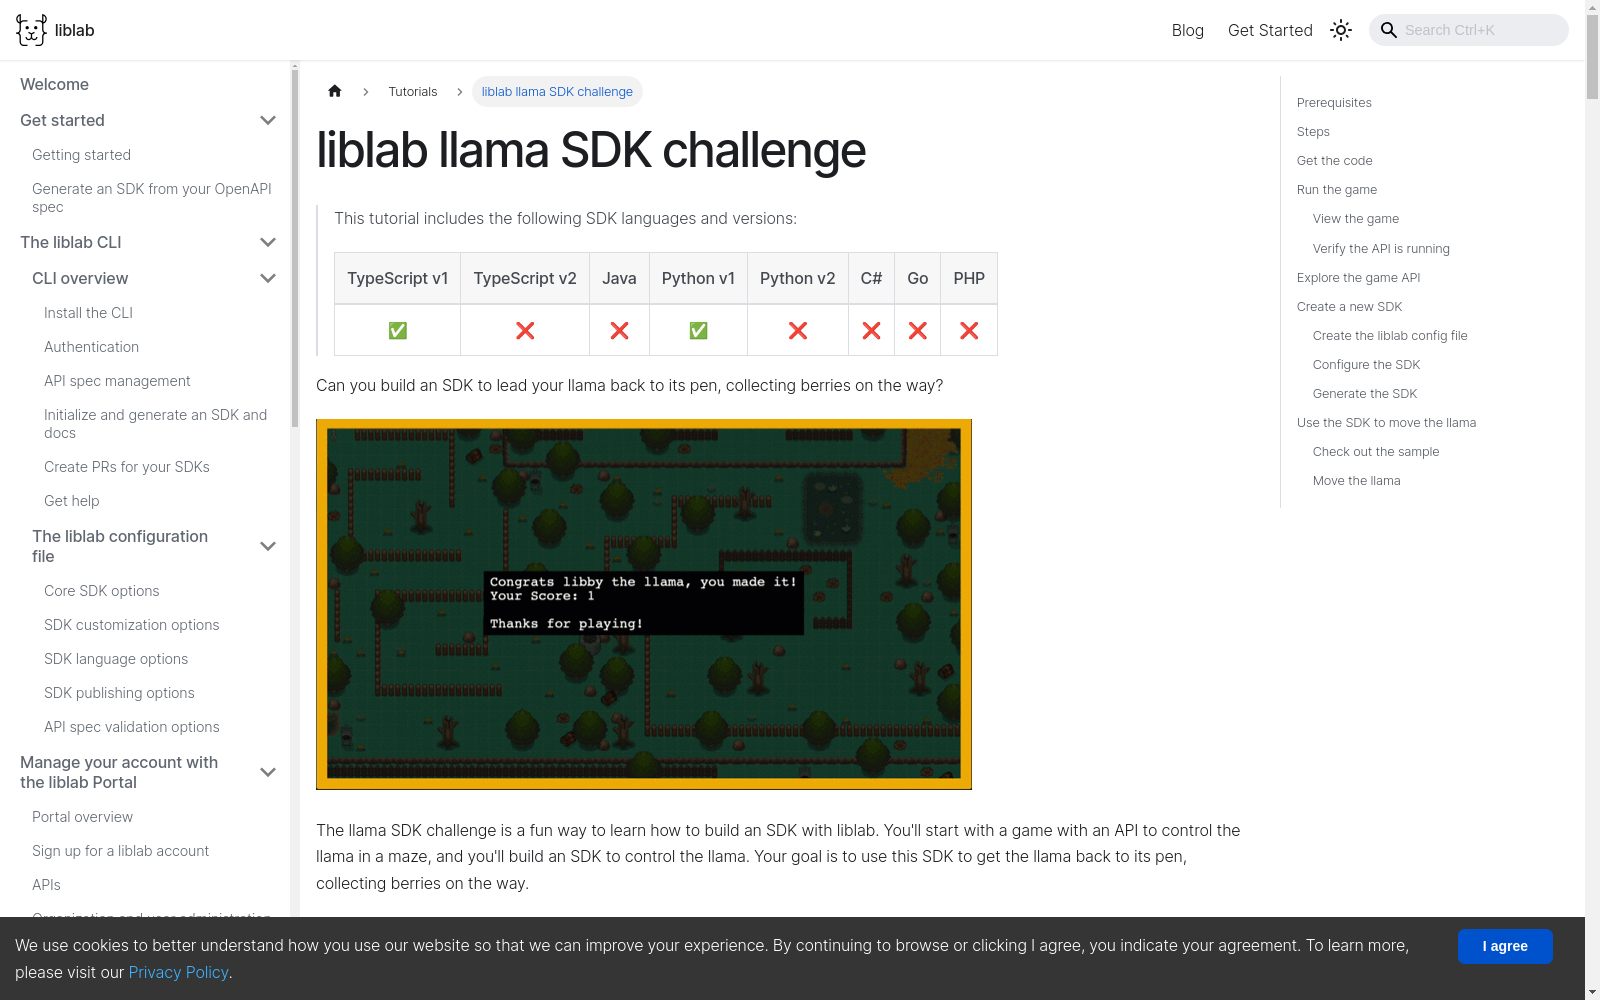 liblab
Blog
Get Started
Search Ctrl+K
Welcome
Get started
Getting started
Generate an SDK from your OpenAPI
spec
The liblab CLI
CLI overview
Install the CLI
Authentication
API spec management
Initialize and generate an SDK and
docs
Create PRs for your SDKs
Get help
The liblab configuration
file
Core SDK options
SDK customization options
SDK language options
SDK publishing options
API spec validation options
Manage your account with
the liblab Portal
Portal overview
Sign up for a liblab account
APIs
Organization and user administration
Tutorials
liblab llama SDK challenge
liblab llama SDK challenge
This tutorial includes the following SDK languages and versions:
TypeScript v1 TypeScript v2 Java Python v1 Python v2 C# Go PHP
✅ ❌ ❌ ✅ ❌ ❌ ❌ ❌
Can you build an SDK to lead your llama back to its pen, collecting berries on the way?
Congrats libby the llama, you made it!
Your Score: 1
Thanks for playing!
The llama SDK challenge is a fun way to learn how to build an SDK with liblab. You'll start with a game with an API to control the
llama in a maze, and you'll build an SDK to control the llama. Your goal is to use this SDK to get the llama back to its pen,
collecting berries on the way.
Prerequisites
Steps
Get the code
Run the game
View the game
Verify the API is running
Explore the game API
Create a new SDK
Create the liblab config file
Configure the SDK
Generate the SDK
Use the SDK to move the llama
Check out the sample
Move the llama
We use cookies to better understand how you use our website so that we can improve your experience. By continuing to browse or clicking I agree, you indicate your agreement. To learn more,
please visit our Privacy Policy.
I agree